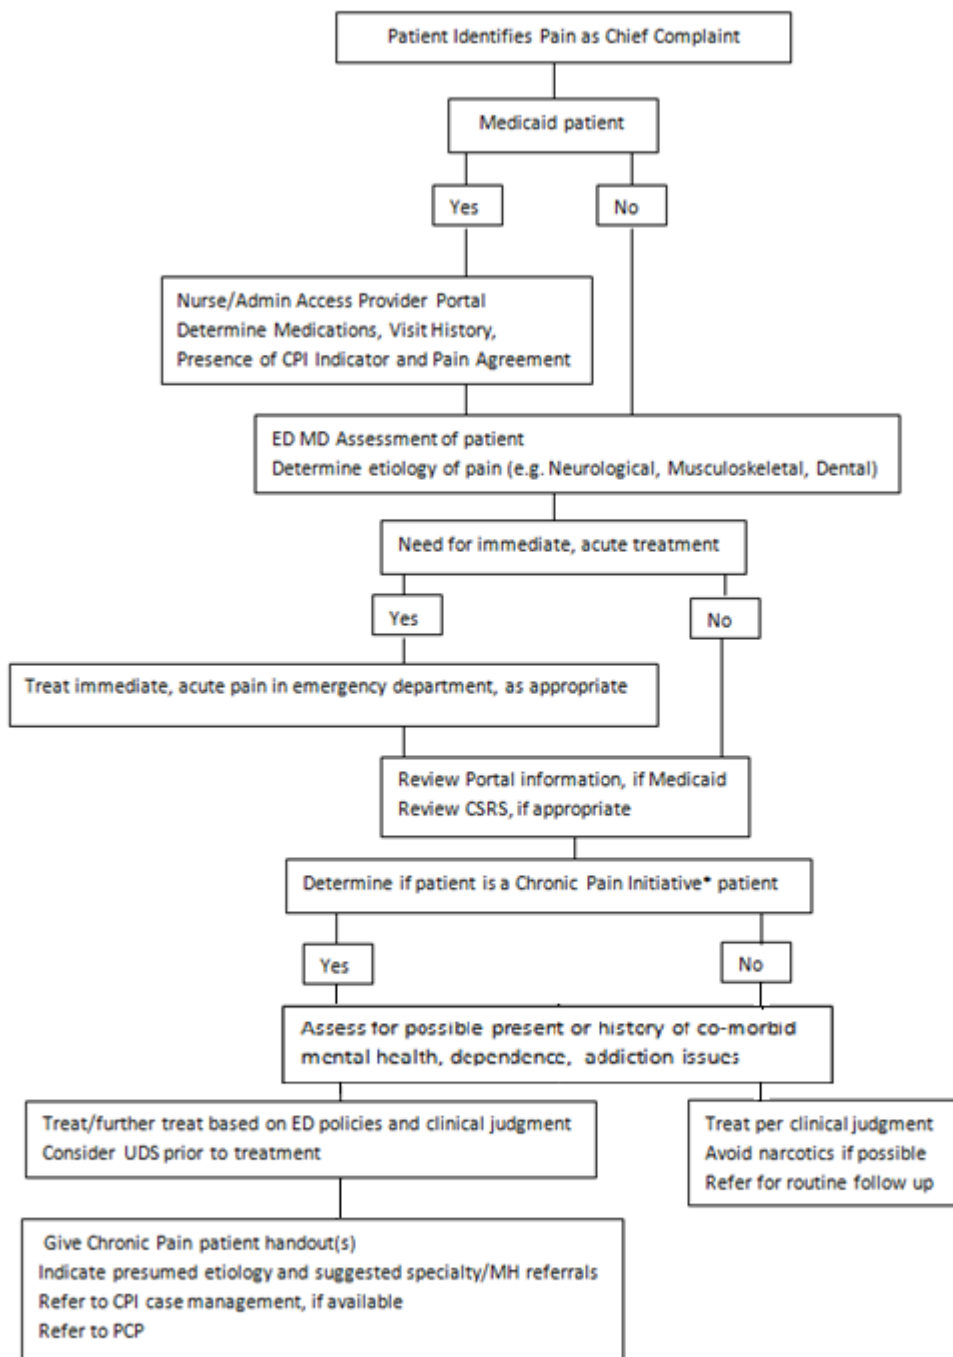 Patient Identifies Pain as Chief Complaint
Medicaid patient
Yes
No
Nurse/Admin Access Provider Portal
Determine Medications, Visit History,
Presence of CPI Indicator and Pain Agreement
ED MD Assessment of patient
Determine etiology of pain (e.g. Neurological, Musculoskeletal, Dental)
Need for immediate, acute treatment
Yes
No
Treat immediate, acute pain in emergency department, as appropriate
Review Portal information, if Medicaid
Review CSRS, if appropriate
Determine if patient is a Chronic Pain Initiative* patient
Yes
No
Assess for possible present or history of co-morbid
mental health, dependence, addiction issues
Treat/further treat based on ED policies and clinical judgment
Consider UDS prior to treatment
Treat per clinical judgment
Avoid narcotics if possible
Refer for routine follow up
Give Chronic Pain patient handout(s)
Indicate presumed etiology and suggested specialty/MH referrals
Refer to CPI case management, if available
Refer to PCP